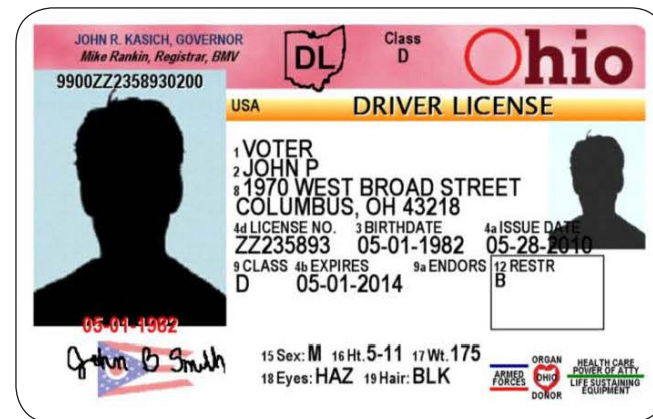 JOHN R. KASICH, GOVERNOR
Mike Rankin, Registrar, BMV
DL
Class
D
Ohio
9900ZZ2358930200
USA DRIVER LICENSE
1 VOTER
2 JOHN P
8 1970 WEST BROAD STREET
COLUMBUS, OH 43218
4d LICENSE NO. 3 BIRTHDATE 4a ISSUE DATE
ZZ235893 05-01-1982 05-28-2010
9 CLASS 4b EXPIRES 9a ENDORS 12 RESTR
D 05-01-2014 B
05-01-1982
John B Smith
15 Sex: M 16 Ht. 5-11 17 Wt. 175
18 Eyes: HAZ 19 Hair: BLK
ARMED
FORCES
ORGAN
OHIO
DONOR
HEALTH CARE
POWER OF ATTY
LIFE SUSTAINING
EQUIPMENT